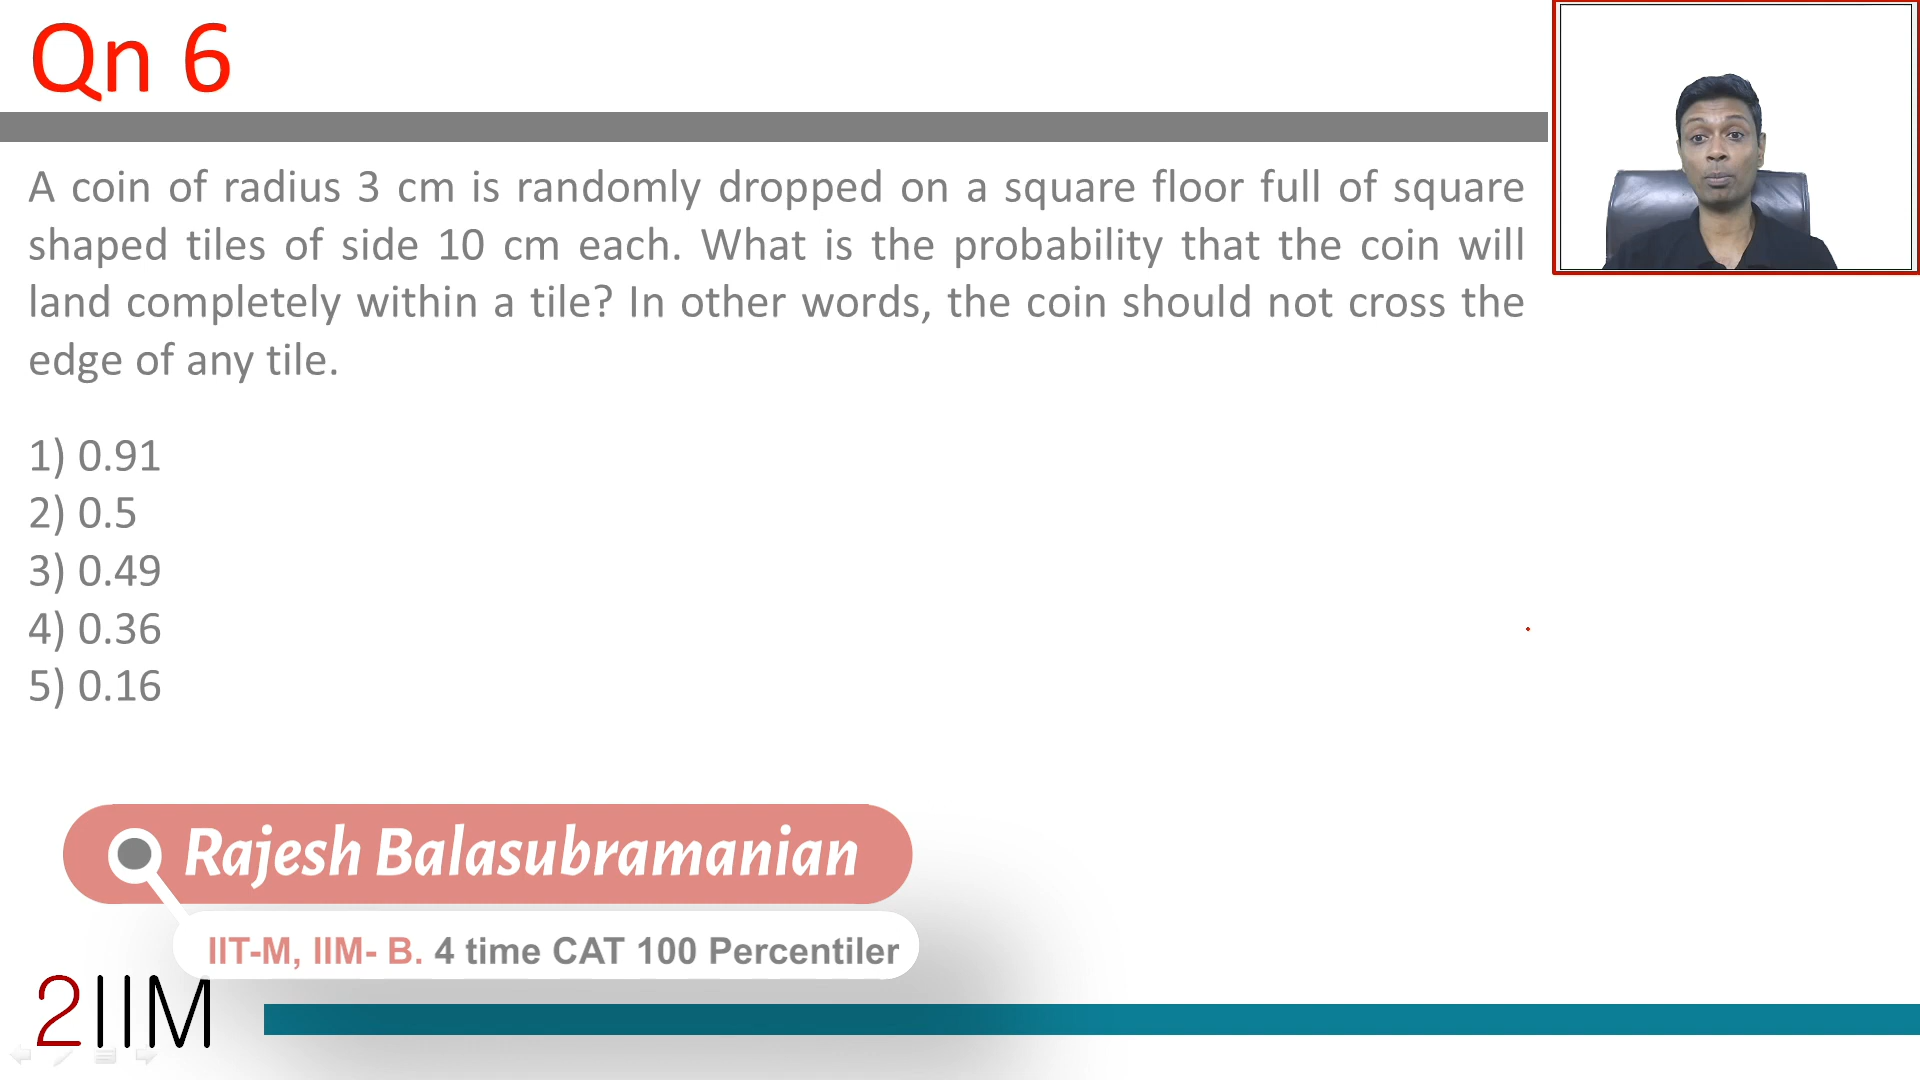 Qn 6
A coin of radius 3 cm is randomly dropped on a square floor full of square
shaped tiles of side 10 cm each. What is the probability that the coin will
land completely within a tile? In other words, the coin should not cross the
edge of any tile.
1) 0.91
2) 0.5
3) 0.49
4) 0.36
5) 0.16
Rajesh Balasubramanian
IIT-M, IIM- B. 4 time CAT 100 Percentiler
2IIM